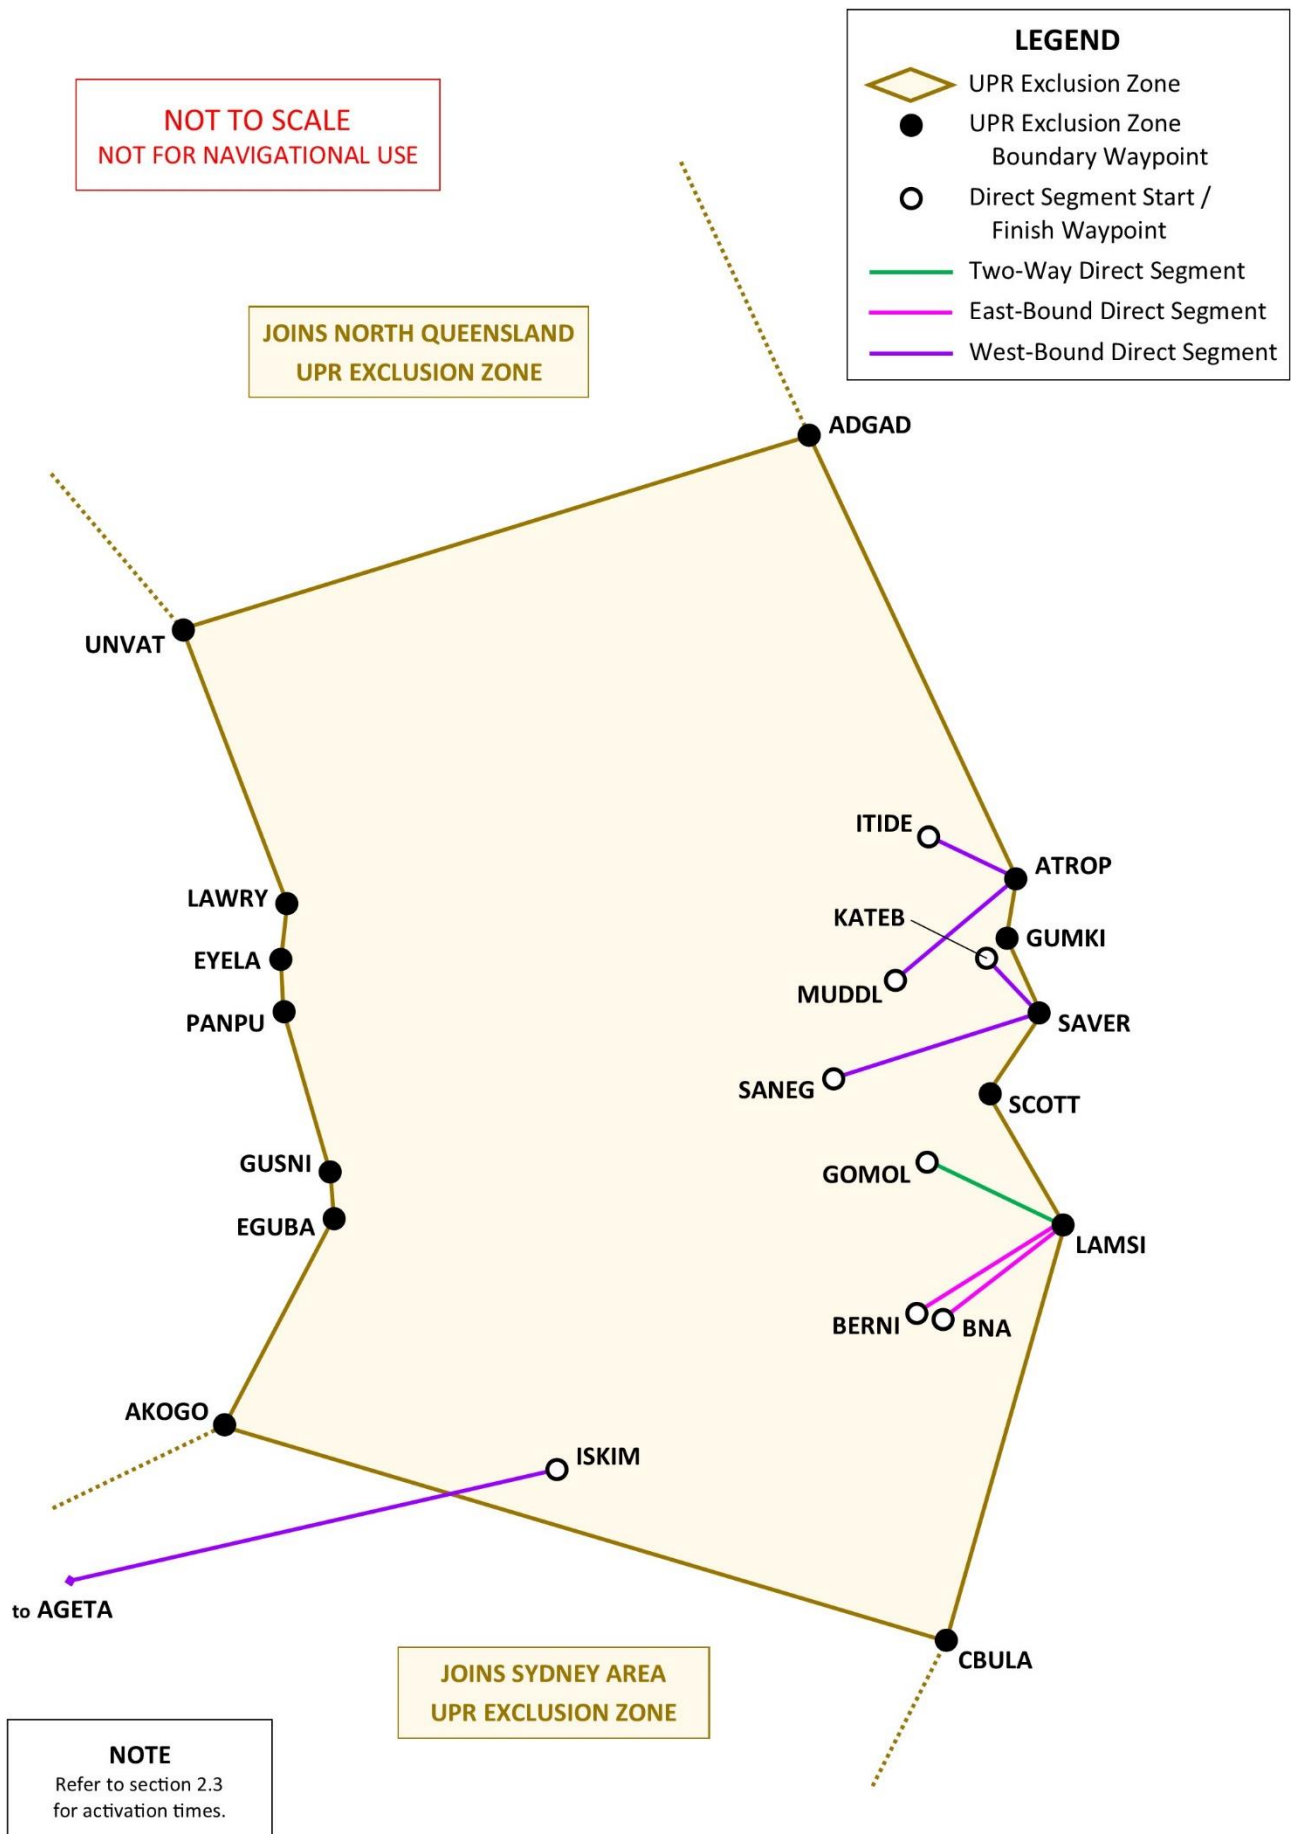 LEGEND
UPR Exclusion Zone
UPR Exclusion Zone
Boundary Waypoint
Direct Segment Start /
Finish Waypoint
Two-Way Direct Segment
East-Bound Direct Segment
West-Bound Direct Segment
NOT TO SCALE
NOT FOR NAVIGATIONAL USE
JOINS NORTH QUEENSLAND
UPR EXCLUSION ZONE
ADGAD
UNVAT
ITIDE
ATROP
LAWRY
KATEB
GUMKI
EYELA
MUDDL
PANPU
SAVER
SANEG
SCOTT
GUSNI
GOMOL
EGUBA
LAMSI
BERNI
BNA
AKOGO
ISKIM
to AGETA
CBULA
JOINS SYDNEY AREA
UPR EXCLUSION ZONE
NOTE
Refer to section 2.3
for activation times.